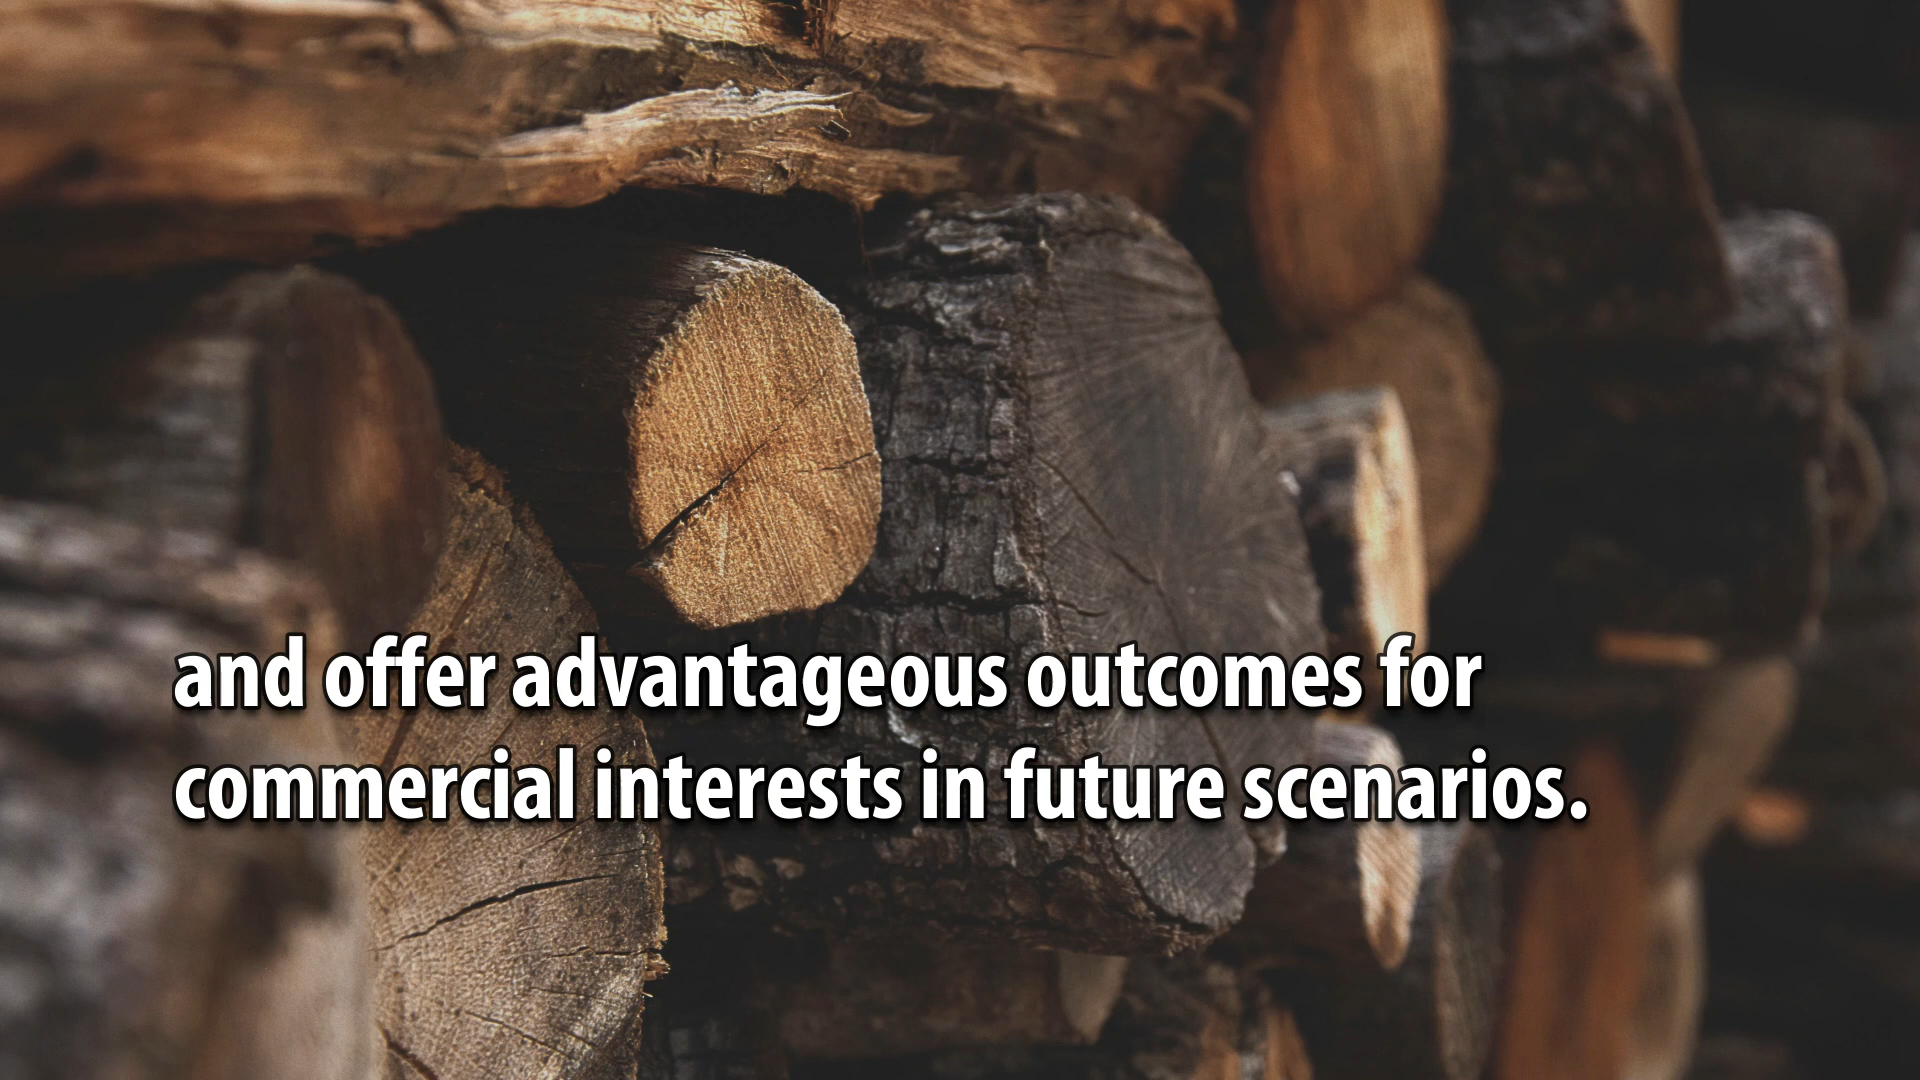 and offer advantageous outcomes for
commercial interests in future scenarios.